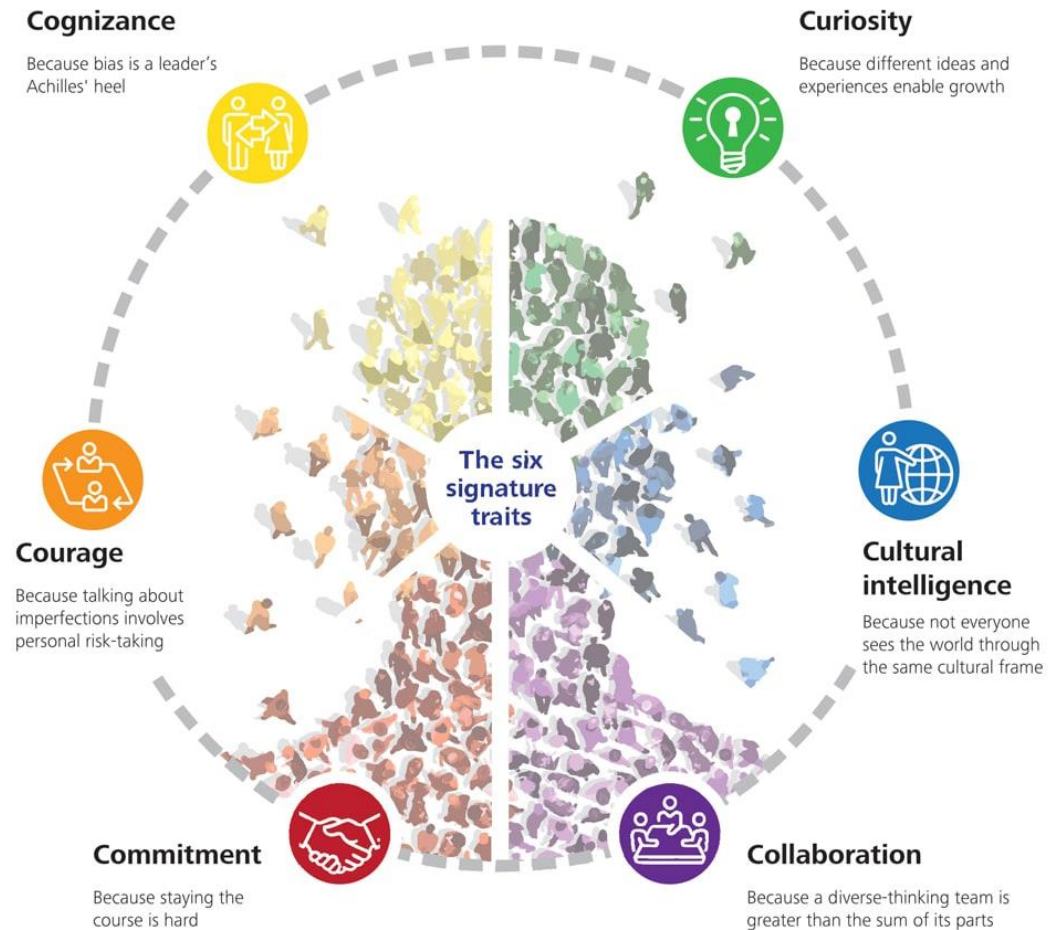 Cognizance
Because bias is a leader's
Achilles' heel
Curiosity
Because different ideas and
experiences enable growth
The six
signature
traits
Courage
Because talking about
imperfections involves
personal risk-taking
Cultural
intelligence
Because not everyone
sees the world through
the same cultural frame
Commitment
Because staying the
course is hard
Collaboration
Because a diverse-thinking team is
greater than the sum of its parts